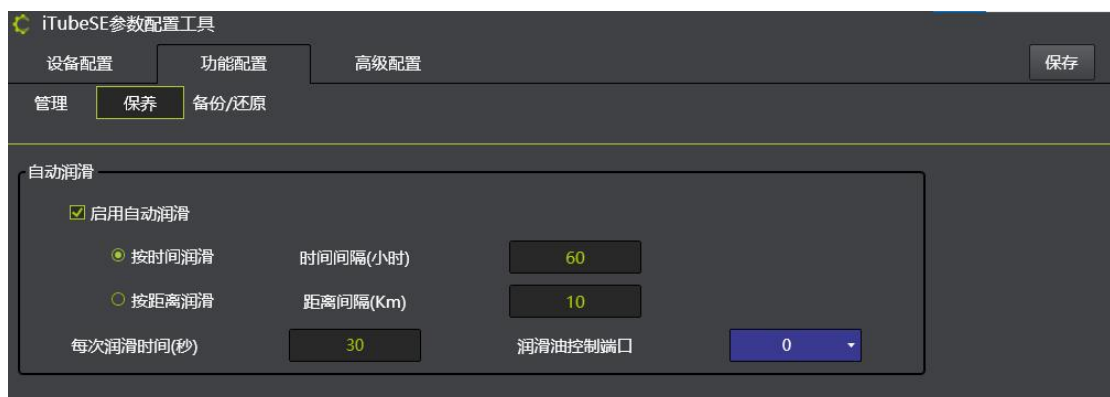 iTubeSE参数配置工具
设备配置 功能配置 高级配置 保存
管理 保养 备份/还原
自动润滑
启用自动润滑
按时间润滑 时间间隔(小时) 60
按距离润滑 距离间隔(Km) 10
每次润滑时间(秒) 30 润滑油控制端口 0